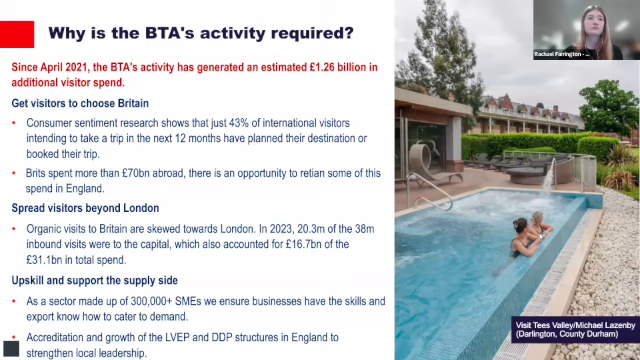 Why is the BTA's activity required?
Since April 2021, the BTA's activity has generated an estimated £1.26 billion in
additional visitor spend.
Get visitors to choose Britain
• Consumer sentiment research shows that just 43% of international visitors
intending to take a trip in the next 12 months have planned their destination or
booked their trip.
• Brits spent more than £70bn abroad, there is an opportunity to retian some of this
spend in England.
Spread visitors beyond London
• Organic visits to Britain are skewed towards London. In 2023, 20.3m of the 38m
inbound visits were to the capital, which also accounted for £16.7bn of the
£31.1bn in total spend.
Upskill and support the supply side
• As a sector made up of 300,000+ SMEs we ensure businesses have the skills and
export know how to cater to demand.
• Accreditation and growth of the LVEP and DDP structures in England to
strengthen local leadership.
Rachael Farrington - ...
Visit Tees Valley/Michael Lazenby
(Darlington, County Durham)